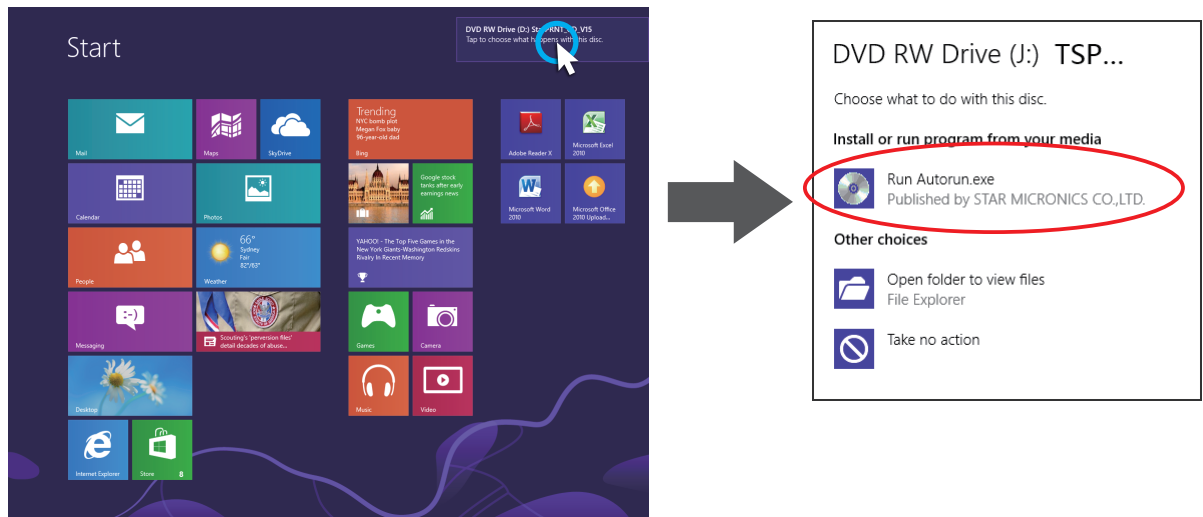 Start
DVD RW Drive (D:) StarPRNT_CD_V15
Tap to choose what happens with this disc.
Mail
Maps
SkyDrive
Trending
NYC bomb plot
Megan Fox baby
96-year-old dad
Bing
Adobe Reader X
Microsoft Excel
2010
Calendar
Photos
Google stock
tanks after early
earnings news
Microsoft Word
2010
Microsoft Office
2010 Upload...
People
66°
Sydney
Fair
82°/63°
Weather
YAHOO! - The Top Five Games in the
New York Giants-Washington Redskins
Rivalry In Recent Memory
:-)
Messaging
Scouting's 'perversion files'
detail decades of abuse...
Games
Camera
Desktop
Music
Video
Internet Explorer
Store
8
DVD RW Drive (J:) TSP...
Choose what to do with this disc.
Install or run program from your media
Run Autorun.exe
Published by STAR MICRONICS CO.,LTD.
Other choices
Open folder to view files
File Explorer
Take no action